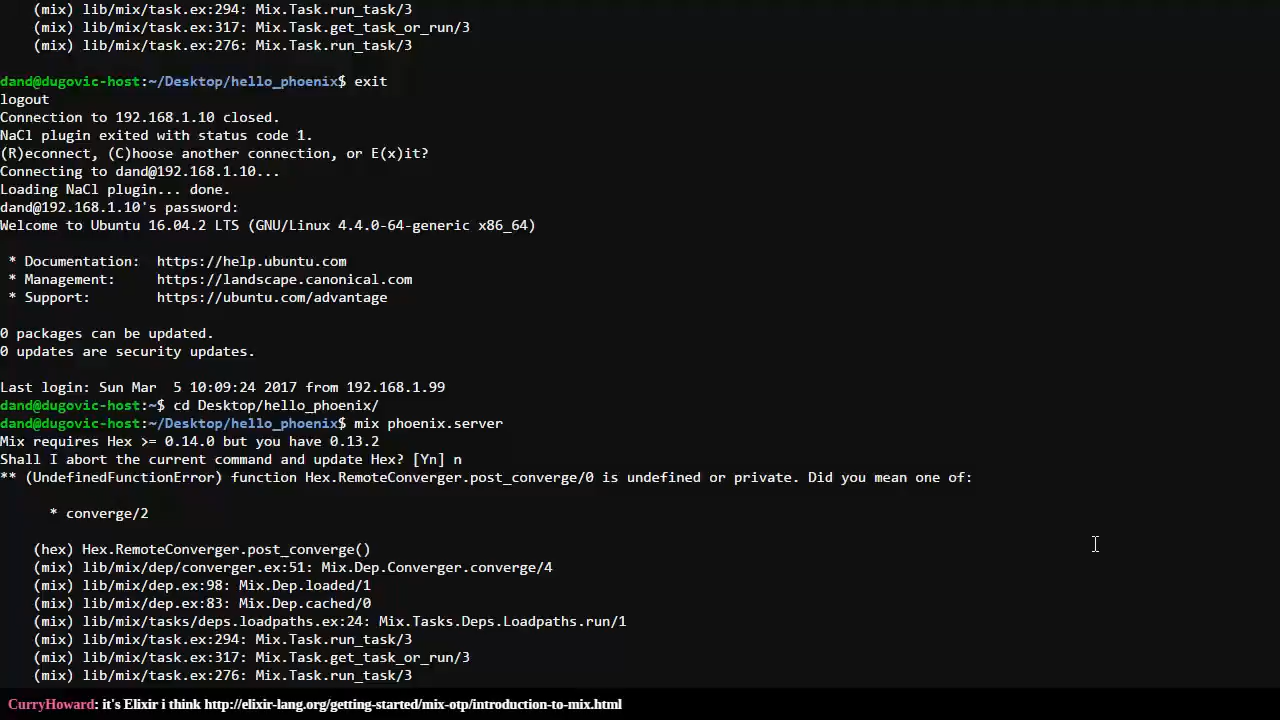 (mix) lib/mix/task.ex:294: Mix.Task.run_task/3
(mix) lib/mix/task.ex:317: Mix.Task.get_task_or_run/3
(mix) lib/mix/task.ex:276: Mix.Task.run_task/3
dand@dugovic-host:~/Desktop/hello_phoenix$ exit
logout
Connection to 192.168.1.10 closed.
NaCl plugin exited with status code 1.
(R)econnect, (C)hoose another connection, or E(x)it?
Connecting to dand@192.168.1.10...
Loading NaCl plugin... done.
dand@192.168.1.10's password:
Welcome to Ubuntu 16.04.2 LTS (GNU/Linux 4.4.0-64-generic x86_64)
* Documentation:  https://help.ubuntu.com
* Management:     https://landscape.canonical.com
* Support:        https://ubuntu.com/advantage
0 packages can be updated.
0 updates are security updates.
Last login: Sun Mar  5 10:09:24 2017 from 192.168.1.99
dand@dugovic-host:~$ cd Desktop/hello_phoenix/
dand@dugovic-host:~/Desktop/hello_phoenix$ mix phoenix.server
Mix requires Hex >= 0.14.0 but you have 0.13.2
Shall I abort the current command and update Hex? [Yn] n
** (UndefinedFunctionError) function Hex.RemoteConverger.post_converge/0 is undefined or private. Did you mean one of:
* converge/2
(hex) Hex.RemoteConverger.post_converge()
(mix) lib/mix/dep/converger.ex:51: Mix.Dep.Converger.converge/4
(mix) lib/mix/dep.ex:98: Mix.Dep.loaded/1
(mix) lib/mix/dep.ex:83: Mix.Dep.cached/0
(mix) lib/mix/tasks/deps.loadpaths.ex:24: Mix.Tasks.Deps.Loadpaths.run/1
(mix) lib/mix/task.ex:294: Mix.Task.run_task/3
(mix) lib/mix/task.ex:317: Mix.Task.get_task_or_run/3
(mix) lib/mix/task.ex:276: Mix.Task.run_task/3
CurryHoward: it's Elixir i think http://elixir-lang.org/getting-started/mix-otp/introduction-to-mix.html